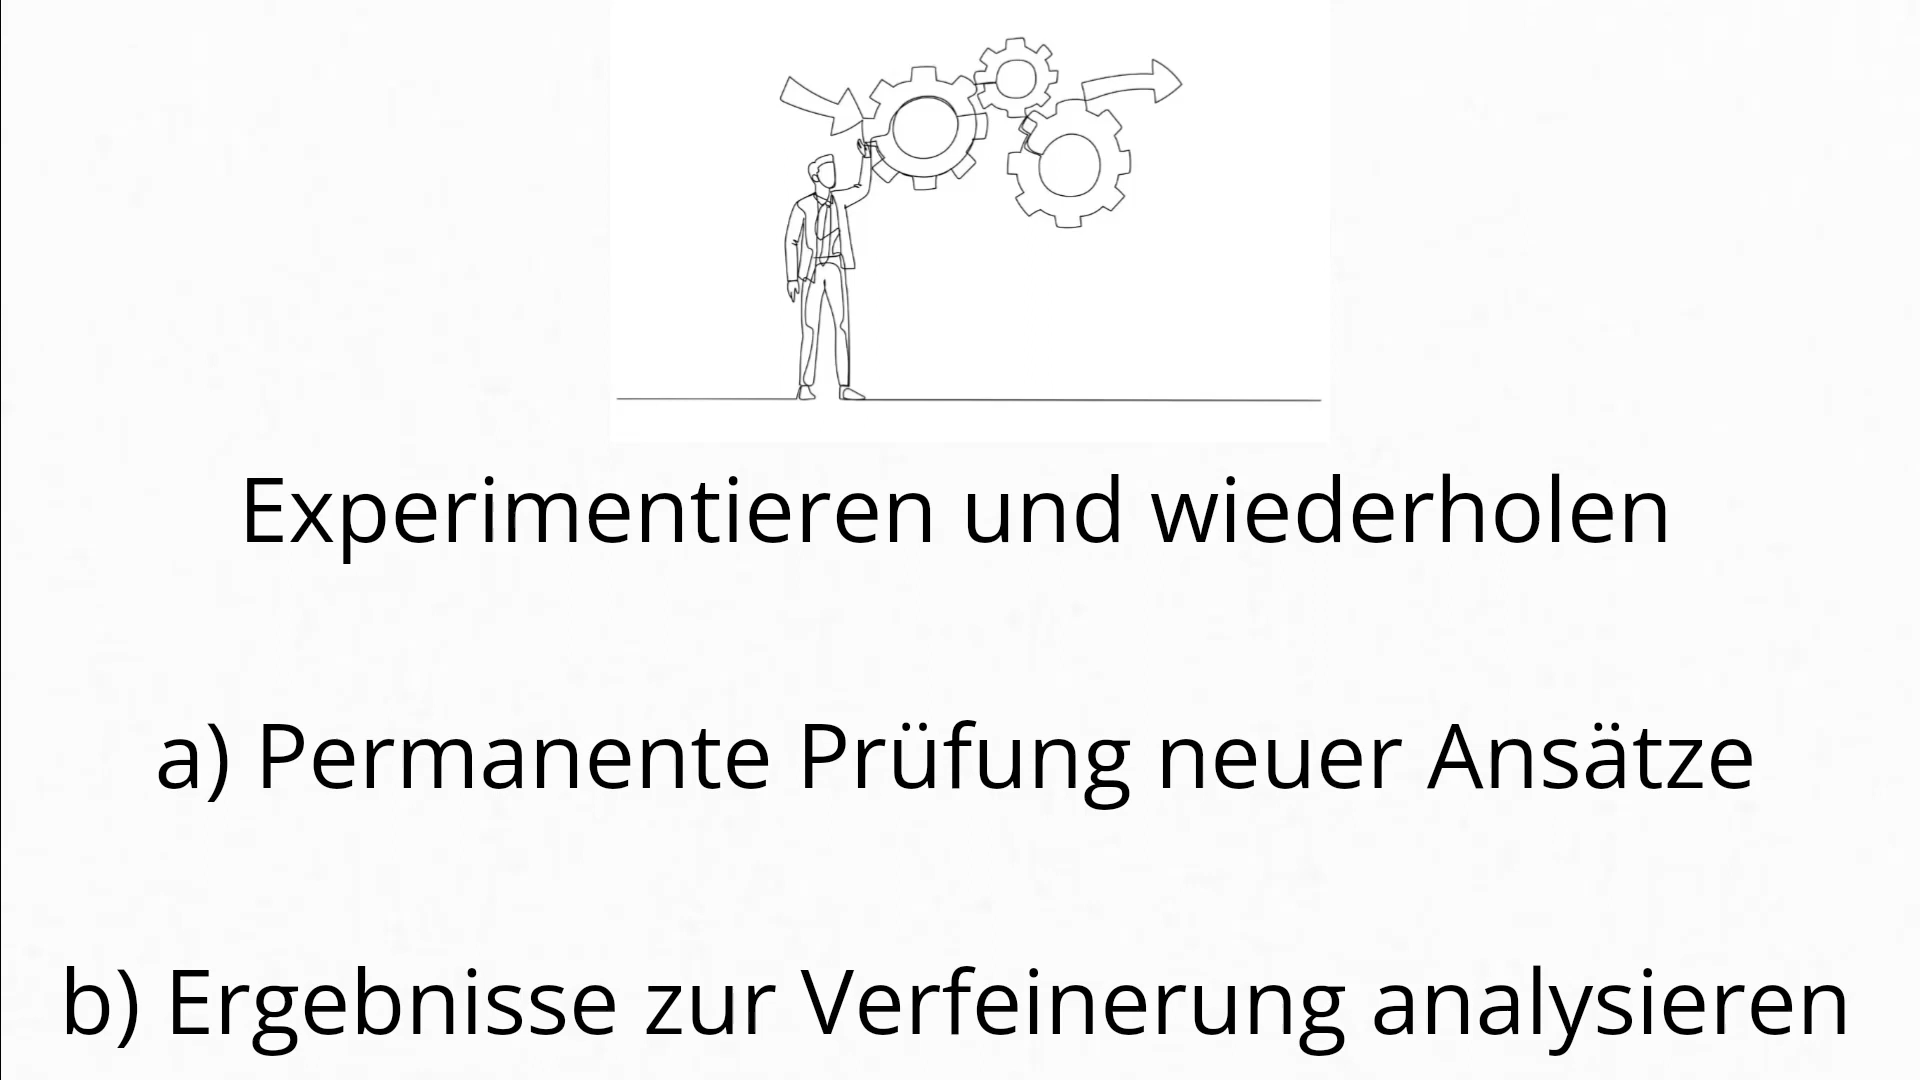 Experimentieren und wiederholen
a) Permanente Prüfung neuer Ansätze
b) Ergebnisse zur Verfeinerung analysieren